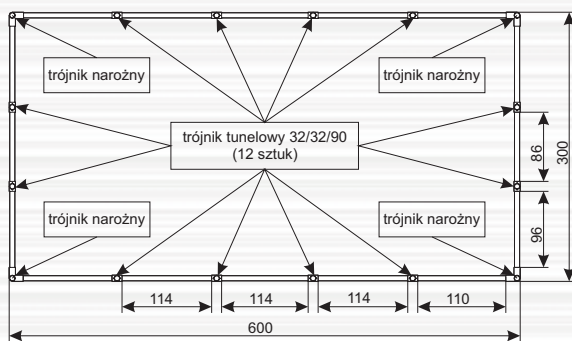 trójnik narożny
trójnik narożny
trójnik tunelowy 32/32/90
(12 sztuk)
86
300
trójnik narożny
trójnik narożny
96
114
114
114
110
600